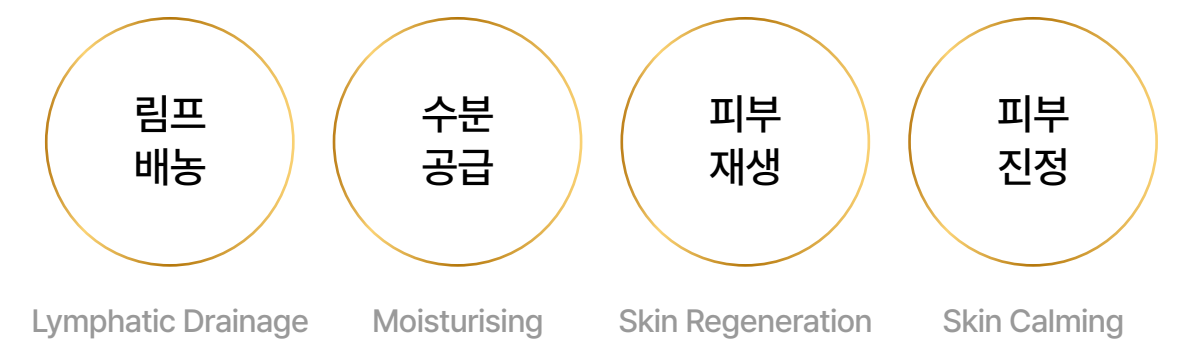 림프
배농
수분
공급
피부
재생
피부
진정
Lymphatic Drainage
Moisturising
Skin Regeneration
Skin Calming